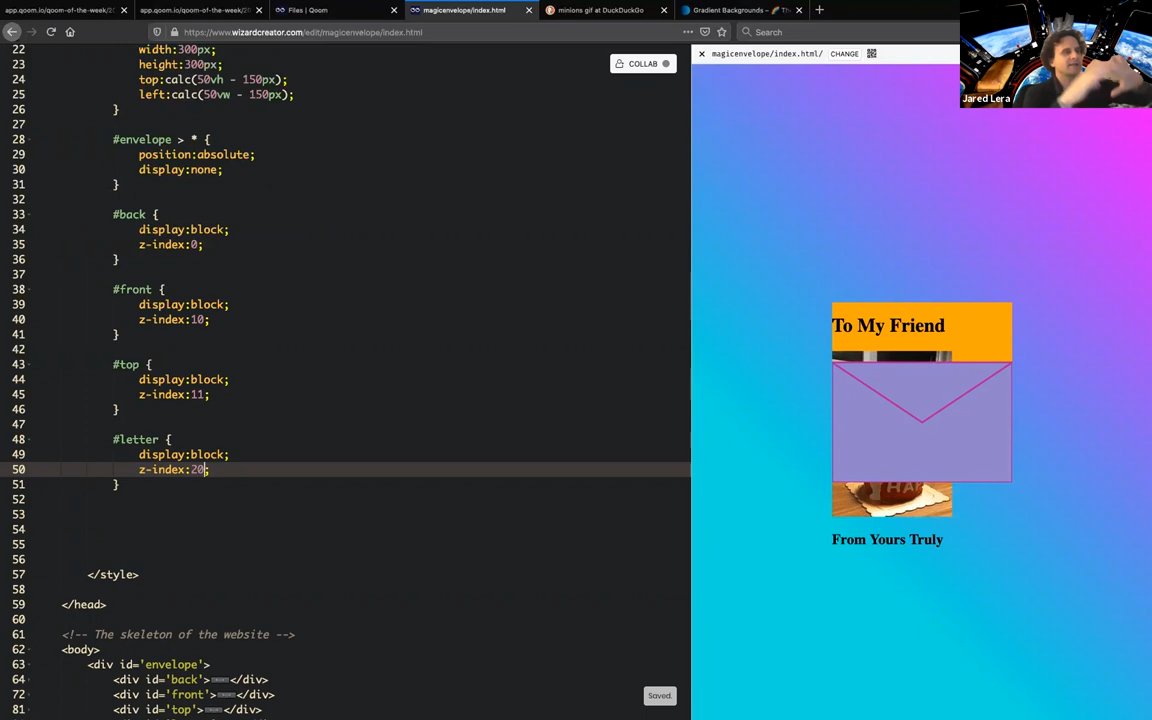 app.qoom.io/qoom-of-the-week/2
app.qoom.io/qoom-of-the-week/2
Files | Qoom
magicenvelope/index.html
minions gif at DuckDuckGo
Gradient Backgrounds –
https://www.wizardcreator.com/edit/magicenvelope/index.html
Search
22 width:300px;
23 height:300px;
24 top:calc(50vh - 150px);
25 left:calc(50vw - 150px);
26 }
27
28 #envelope > * {
29 position:absolute;
30 display:none;
31 }
32
33 #back {
34 display:block;
35 z-index:0;
36 }
37
38 #front {
39 display:block;
40 z-index:10;
41 }
42
43 #top {
44 display:block;
45 z-index:11;
46 }
47
48 #letter {
49 display:block;
50 z-index:20;
51 }
52
53
54
55
56
57 </style>
58
59 </head>
60
61 <!-- The skeleton of the website -->
62 <body>
63 <div id='envelope'>
64 <div id='back'></div>
72 <div id='front'></div>
81 <div id='top'></div>
COLLAB
Saved.
magicenvelope/index.html/
CHANGE
Jared Lera
To My Friend
From Yours Truly